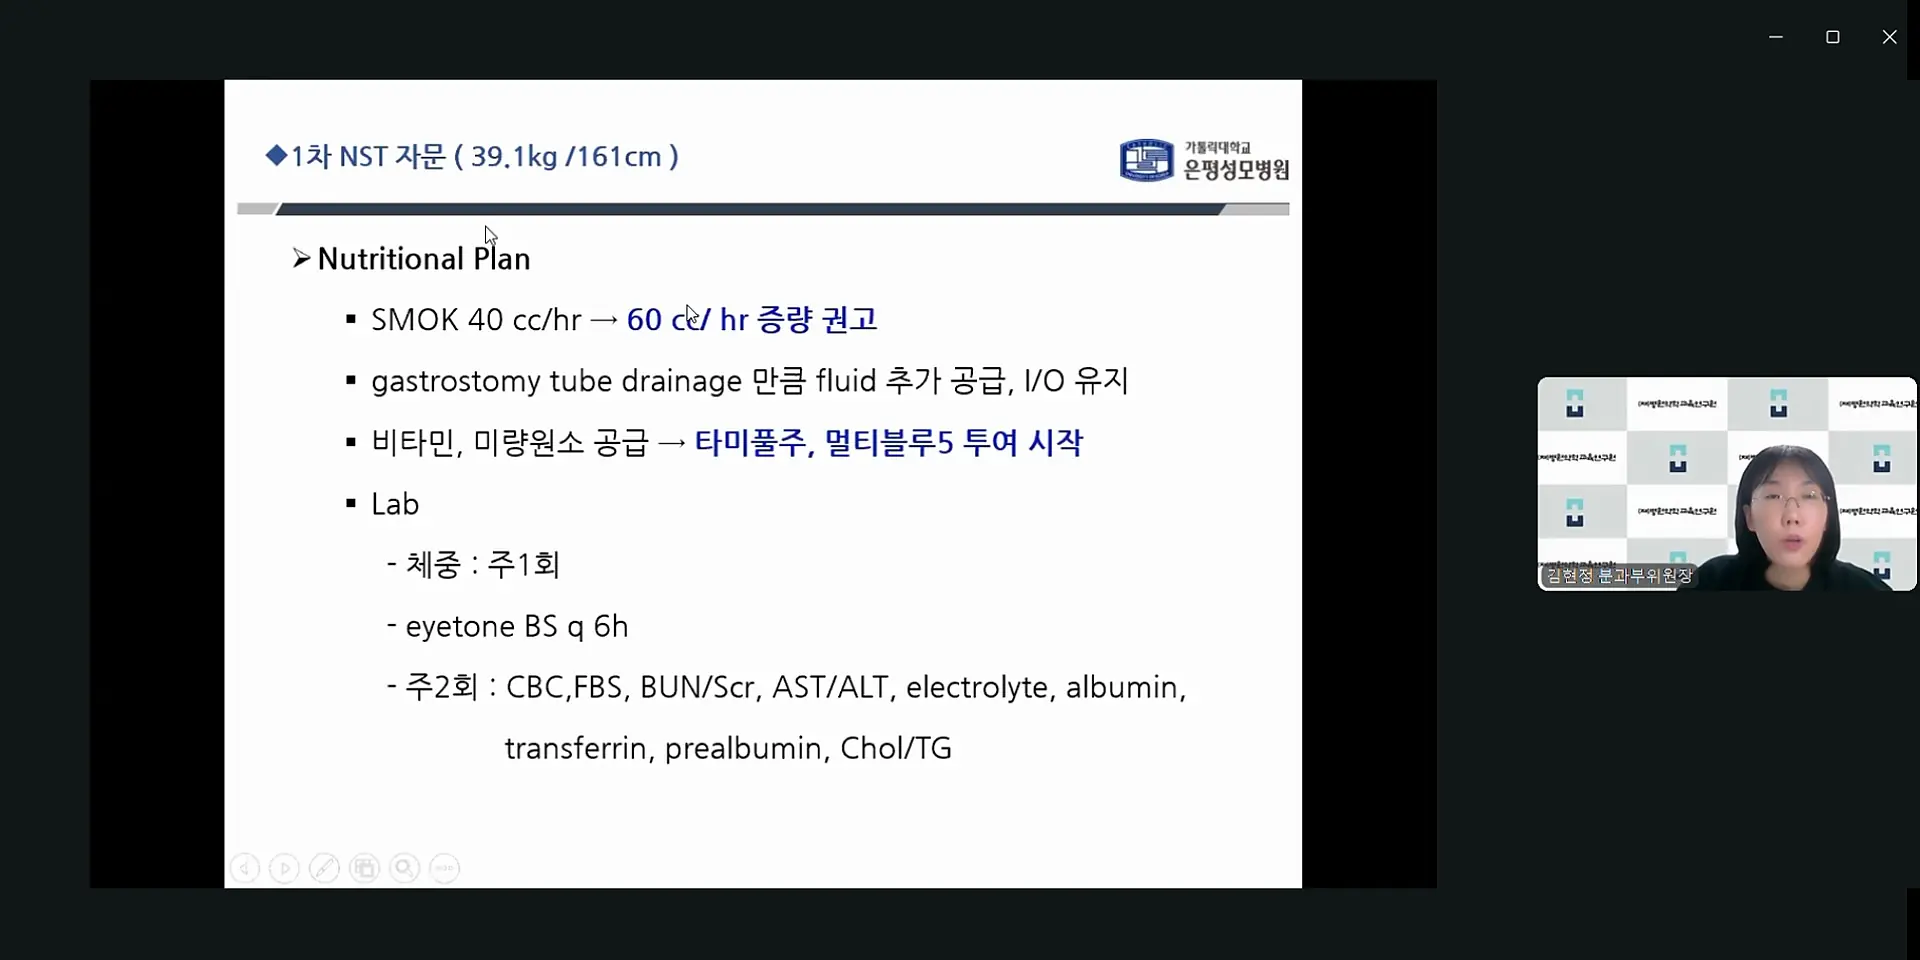 ◆1차 NST 자문 ( 39.1kg /161cm )
가톨릭대학교
은평성모병원
➢ Nutritional Plan
▪ SMOK 40 cc/hr → 60 cc/ hr 증량 권고
▪ gastrostomy tube drainage 만큼 fluid 추가 공급, I/O 유지
▪ 비타민, 미량원소 공급 → 타미풀주, 멀티블루5 투여 시작
▪ Lab
- 체중 : 주1회
- eyetone BS q 6h
- 주2회 : CBC,FBS, BUN/Scr, AST/ALT, electrolyte, albumin,
transferrin, prealbumin, Chol/TG
김현정 분과부위원장